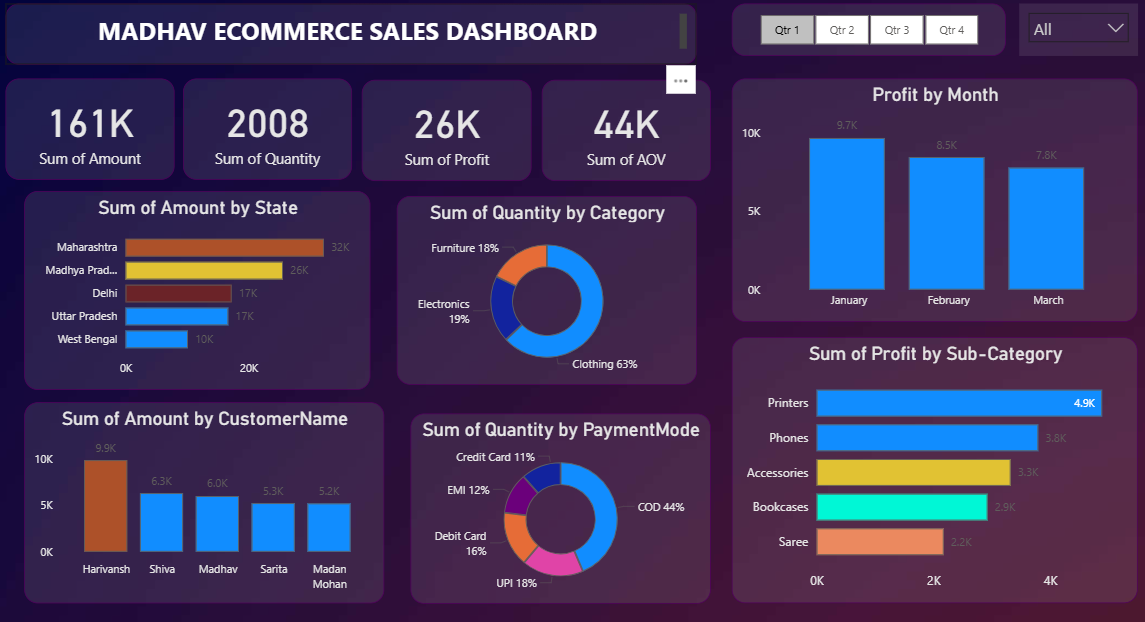 MADHAV ECOMMERCE SALES DASHBOARD
Qtr 1
Qtr 2
Qtr 3
Qtr 4
All
161K
Sum of Amount
2008
Sum of Quantity
26K
Sum of Profit
44K
Sum of AOV
Profit by Month
10K
5K
0K
9.7K
8.5K
7.8K
January
February
March
Sum of Amount by State
Maharashtra
32K
Madhya Prad...
26K
Delhi
17K
Uttar Pradesh
17K
West Bengal
10K
0K
20K
Sum of Quantity by Category
Furniture 18%
Electronics
19%
Clothing 63%
Sum of Profit by Sub-Category
Printers
4.9K
Phones
3.8K
Accessories
3.3K
Bookcases
2.9K
Saree
2.2K
0K
2K
4K
Sum of Amount by CustomerName
10K
5K
0K
9.9K
6.3K
6.0K
5.3K
5.2K
Harivansh
Shiva
Madhav
Sarita
Madan
Mohan
Sum of Quantity by PaymentMode
Credit Card 11%
EMI 12%
Debit Card
16%
UPI 18%
COD 44%